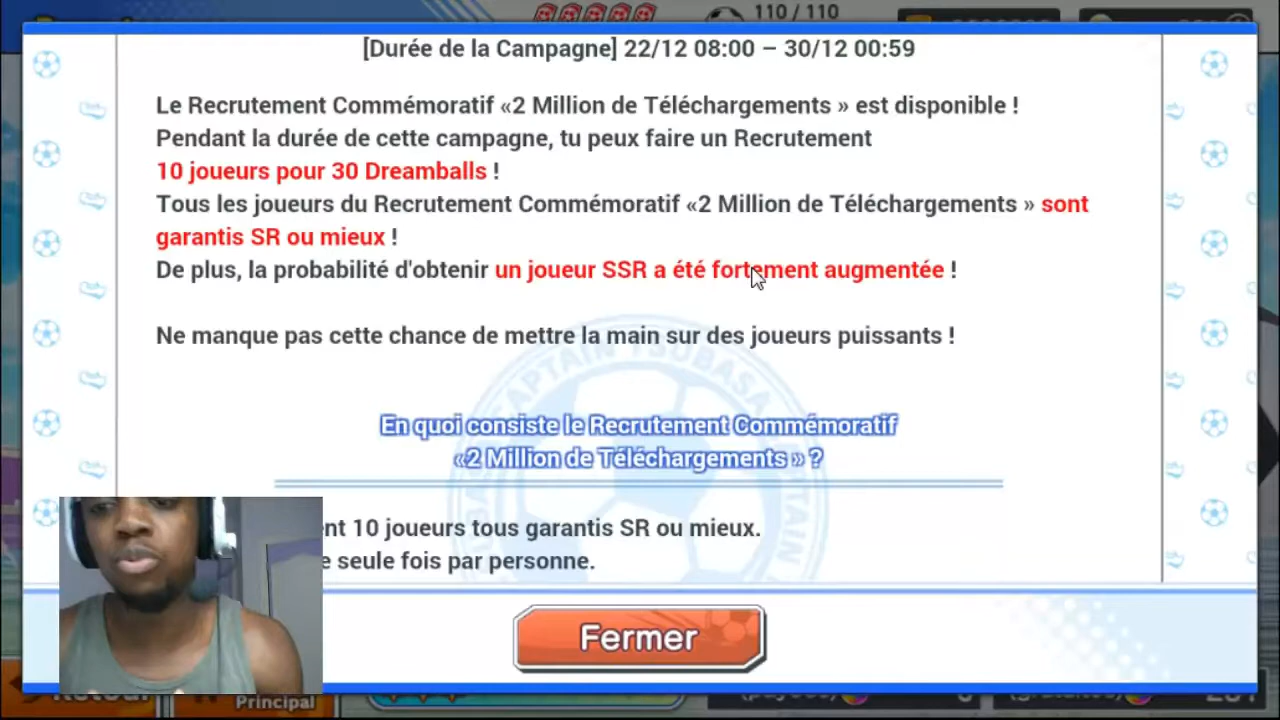 110 / 110
[Durée de la Campagne] 22/12 08:00 – 30/12 00:59
Le Recrutement Commémoratif «2 Million de Téléchargements » est disponible !
Pendant la durée de cette campagne, tu peux faire un Recrutement
10 joueurs pour 30 Dreamballs !
Tous les joueurs du Recrutement Commémoratif «2 Million de Téléchargements » sont
garantis SR ou mieux !
De plus, la probabilité d'obtenir un joueur SSR a été fortement augmentée !
Ne manque pas cette chance de mettre la main sur des joueurs puissants !
CAPTAIN TSUBASA
En quoi consiste le Recrutement Commémoratif
«2 Million de Téléchargements » ?
nt 10 joueurs tous garantis SR ou mieux.
e seule fois par personne.
Fermer
Retour
Principal